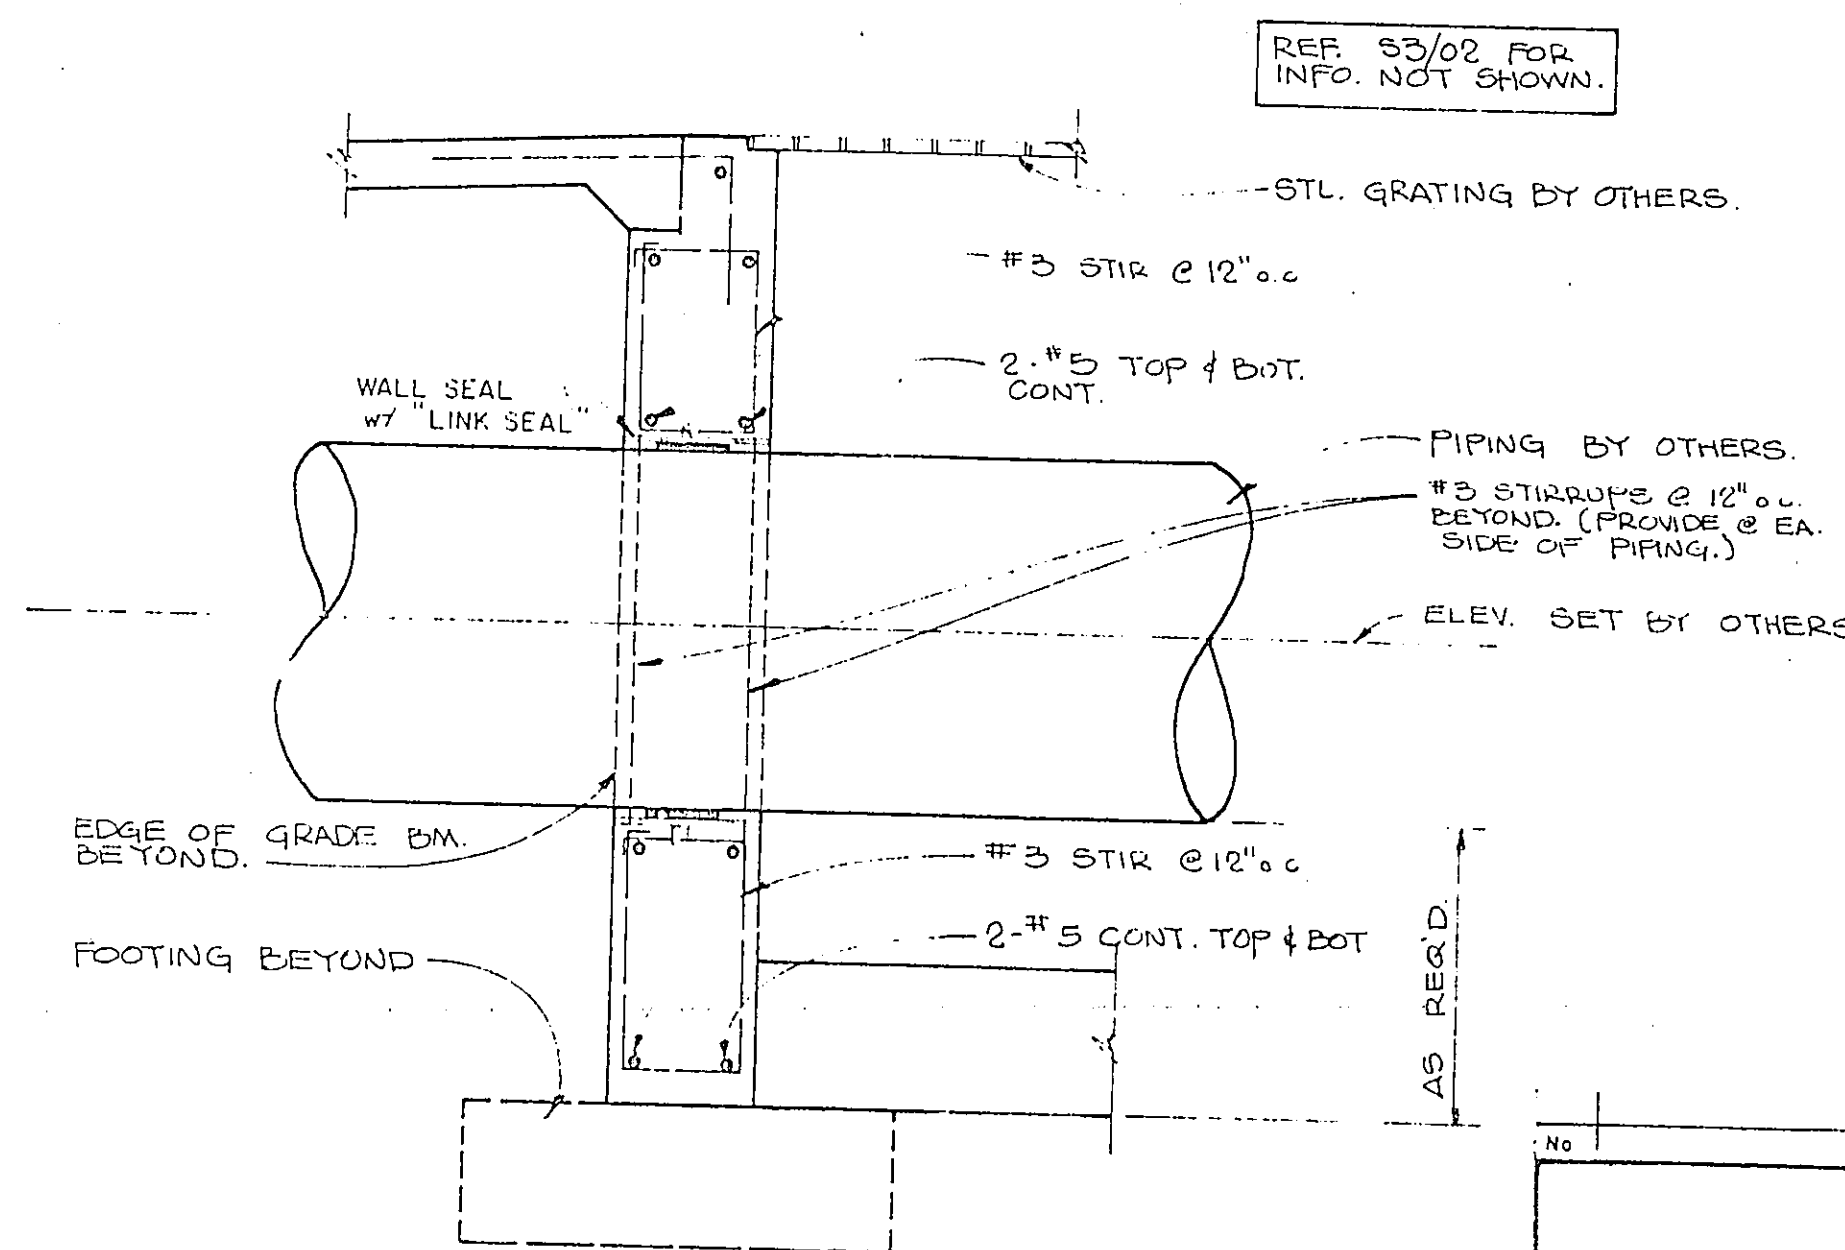 REF. S3/02 FOR
INFO. NOT SHOWN.
STL. GRATING BY OTHERS.
#3 STIR @ 12" o.c
2-#5 TOP & BOT.
CONT.
WALL SEAL
w/ "LINK SEAL"
PIPING BY OTHERS.
#3 STIRRUPS @ 12" o.c.
BEYOND. (PROVIDE @ EA.
SIDE OF PIPING.)
ELEV. SET BY OTHERS
EDGE OF GRADE BM.
BEYOND.
#3 STIR @ 12" o.c
2-#5 CONT. TOP & BOT
FOOTING BEYOND
AS REQ'D.
No